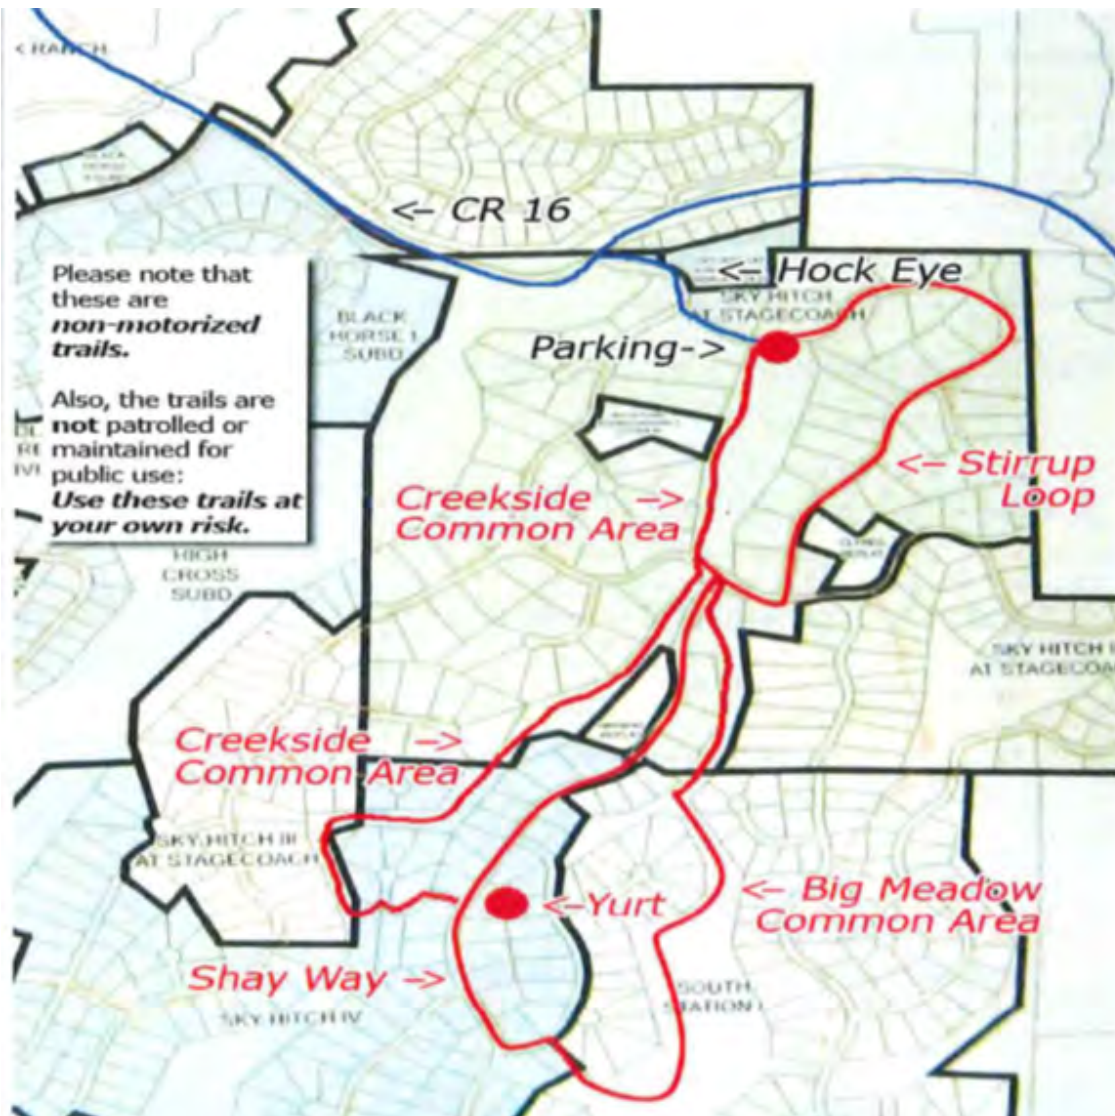 RANCH
<- CR 16
Please note that
these are
non-motorized
trails.
Also, the trails are
not patrolled or
maintained for
public use:
Use these trails at
your own risk.
<- Hock Eye
SKY HITCH
AT STAGECOACH
BLACK
HORSE I
SUBD
Parking->
<- Stirrup
Loop
Creekside ->
Common Area
HIGH
CROSS
SUBD
SKY HITCH
AT STAGECOA
Creekside ->
Common Area
SKY HITCH III
AT STAGECOACH
<-Yurt
<- Big Meadow
Common Area
Shay Way ->
SOUTH
STATION I
SKY HITCH IV